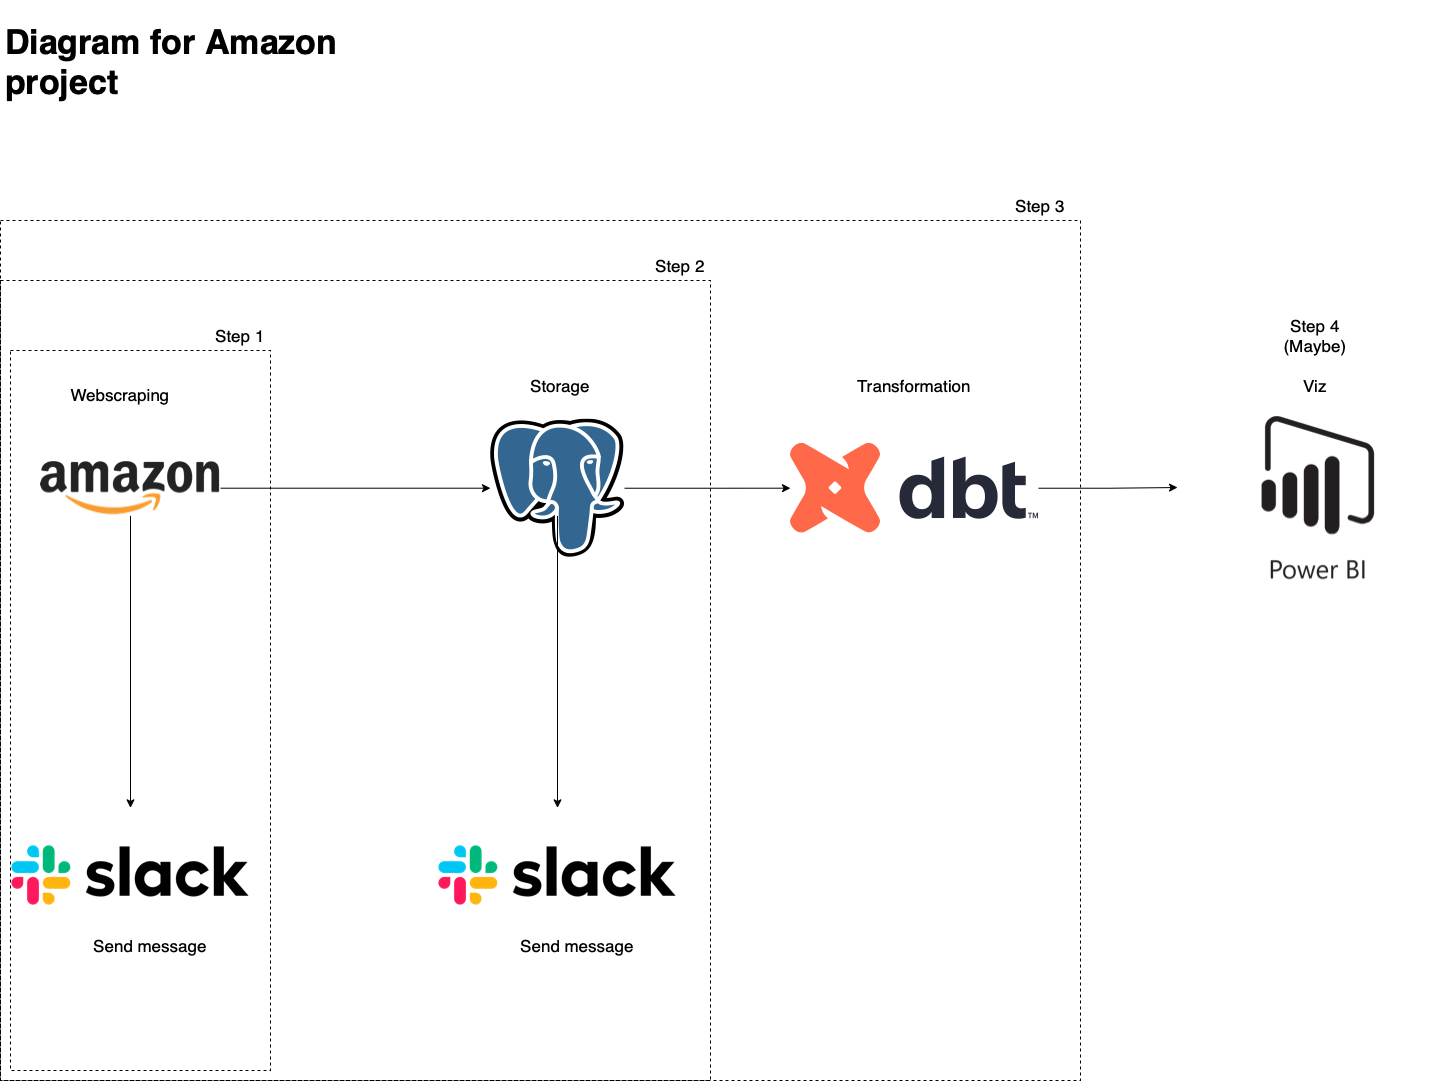 Diagram for Amazon
project
Step 3
Step 2
Step 1
Step 4
(Maybe)
Webscraping
Storage
Transformation
Viz
amazon
dbt™
Power BI
slack
slack
Send message
Send message